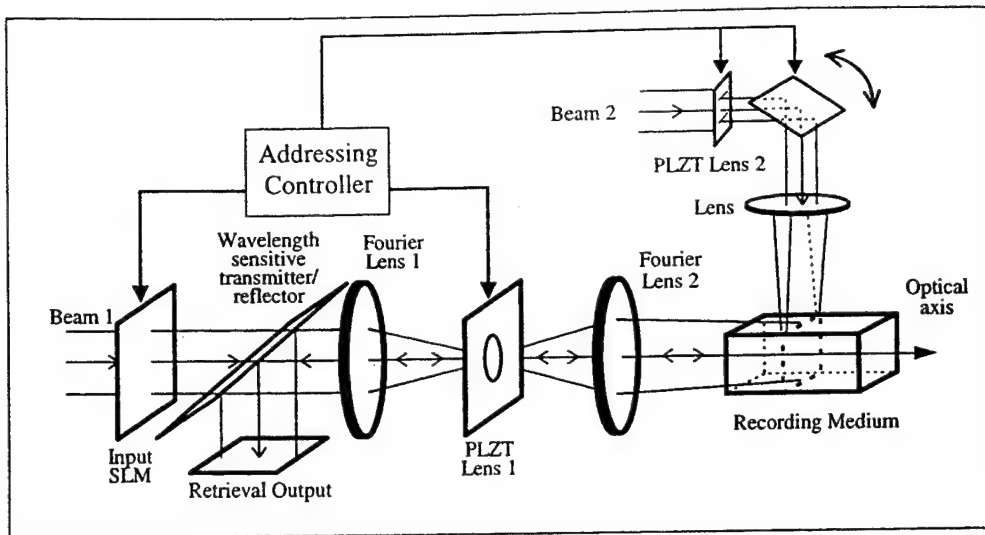 Beam 2
PLZT Lens 2
Addressing
Controller
Lens
Wavelength
sensitive
transmitter/
reflector
Fourier
Lens 1
Fourier
Lens 2
Optical
axis
Beam 1
Input
SLM
Retrieval Output
PLZT
Lens 1
Recording Medium